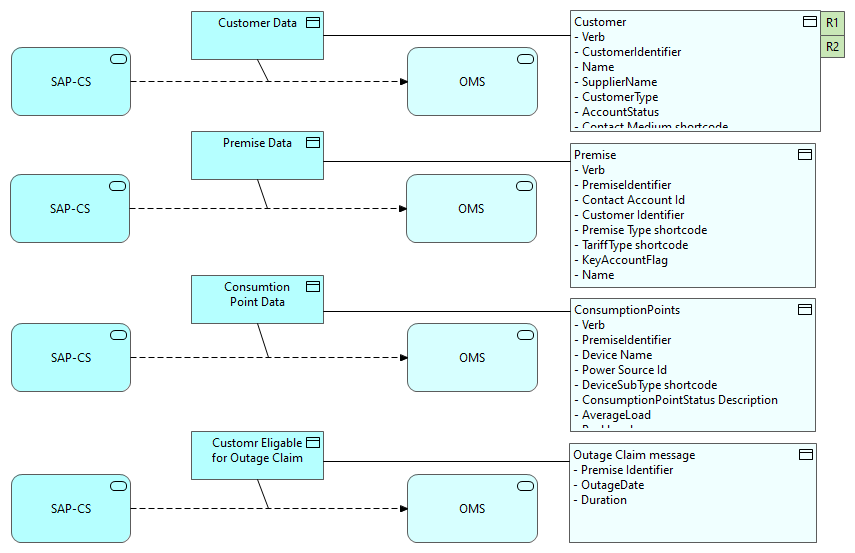 Customer Data
SAP-CS
OMS
Customer
- Verb
- CustomerIdentifier
- Name
- SupplierName
- CustomerType
- AccountStatus
- Contact Medium shortcode
R1
R2
Premise Data
SAP-CS
OMS
Premise
- Verb
- PremiseIdentifier
- Contact Account Id
- Customer Identifier
- Premise Type shortcode
- TariffType shortcode
- KeyAccountFlag
- Name
Consumtion
Point Data
SAP-CS
OMS
ConsumptionPoints
- Verb
- PremiseIdentifier
- Device Name
- Power Source Id
- DeviceSubType shortcode
- ConsumptionPointStatus Description
- AverageLoad
Customr Eligable
for Outage Claim
SAP-CS
OMS
Outage Claim message
- Premise Identifier
- OutageDate
- Duration